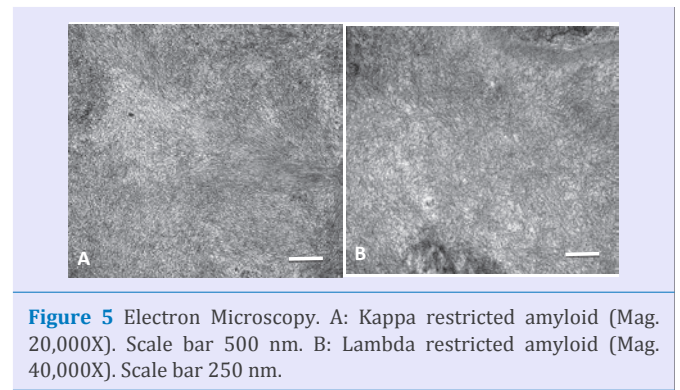 A
B
Figure 5 Electron Microscopy. A: Kappa restricted amyloid (Mag.
20,000X). Scale bar 500 nm. B: Lambda restricted amyloid (Mag.
40,000X). Scale bar 250 nm.